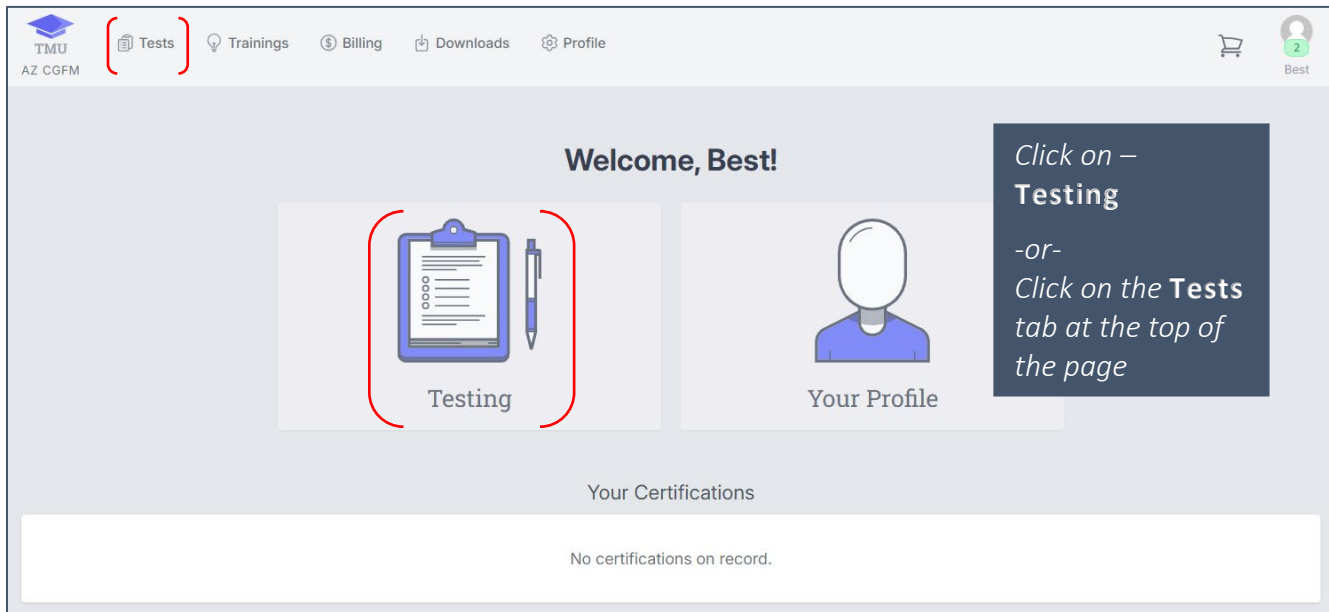 TMU
AZ CGFM
Tests Trainings Billing Downloads Profile
2
Best
Welcome, Best!
Testing
Your Profile
Click on –
Testing
-or-
Click on the Tests
tab at the top of
the page
Your Certifications
No certifications on record.